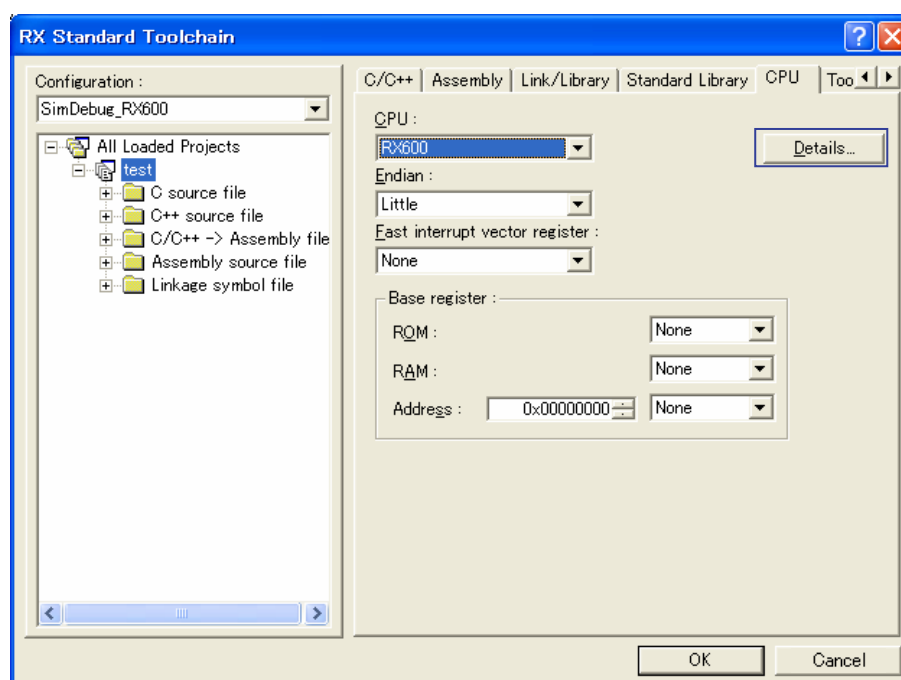 RX Standard Toolchain
Configuration :
SimDebug_RX600
All Loaded Projects
test
C source file
C++ source file
C/C++ -> Assembly file
Assembly source file
Linkage symbol file
C/C++ Assembly Link/Library Standard Library CPU Too
CPU :
RX600
Details...
Endian :
Little
Fast interrupt vector register :
None
Base register :
ROM : None
RAM : None
Address : 0x00000000 None
OK Cancel